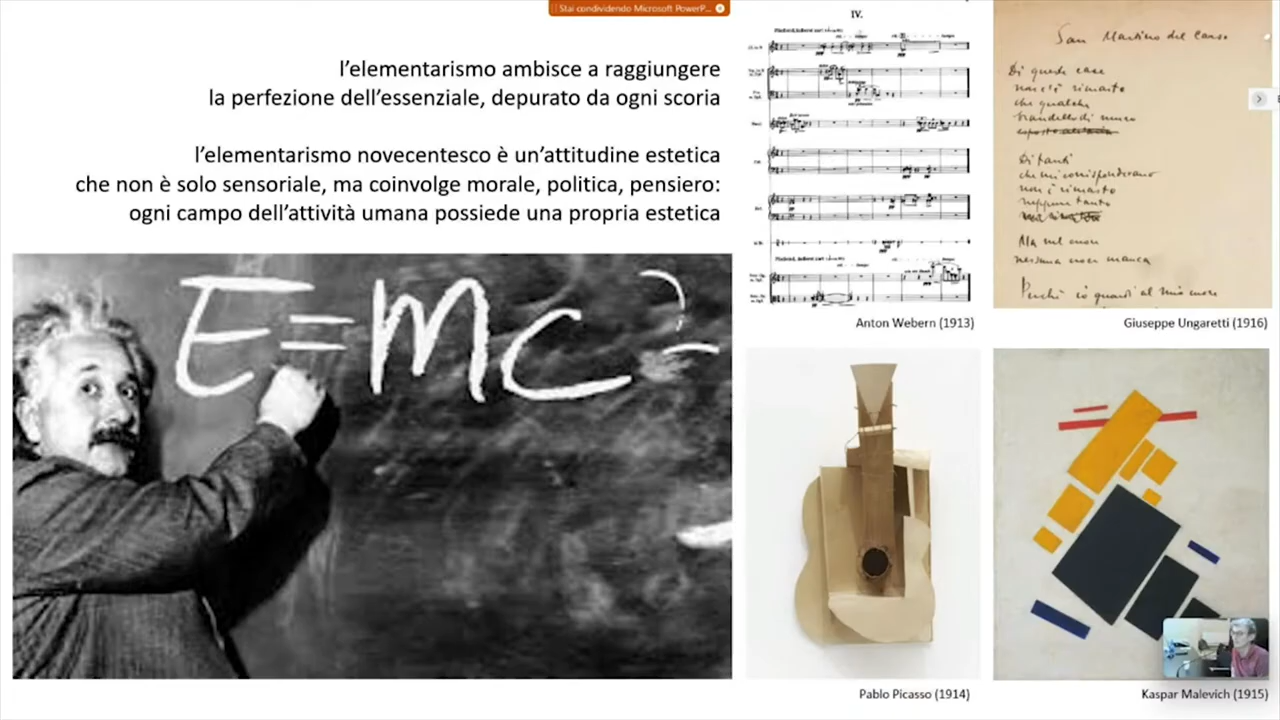 Stai condividendo Microsoft PowerP...
l'elementarismo ambisce a raggiungere
la perfezione dell'essenziale, depurato da ogni scoria
l'elementarismo novecentesco è un'attitudine estetica
che non è solo sensoriale, ma coinvolge morale, politica, pensiero:
ogni campo dell'attività umana possiede una propria estetica
E=mc²
IV.
Anton Webern (1913)
San Martino del Carso
Di queste case
non c'è rimasto
che qualche
brandello di muro
Di tanti
che mi corrispondevano
non è rimasto
neppure tanto
Ma nel cuore
nessuna croce manca
Giuseppe Ungaretti (1916)
Pablo Picasso (1914)
Kaspar Malevich (1915)